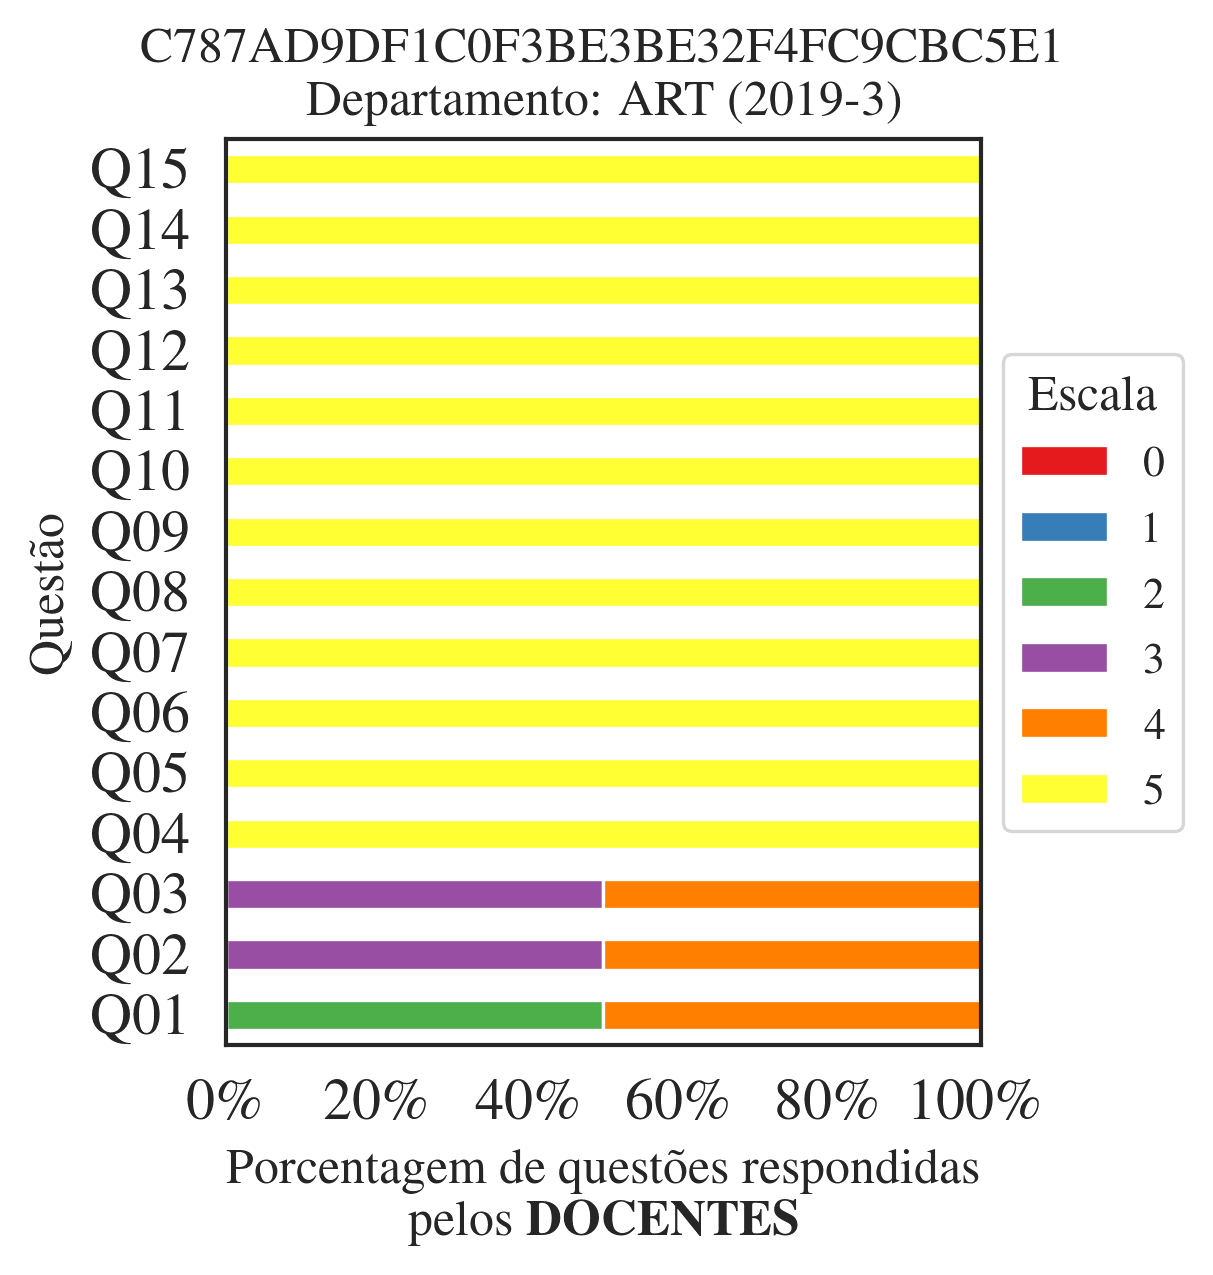 C787AD9DF1C0F3BE3BE32F4FC9CBC5E1
Departamento: ART (2019-3)
Q15
Q14
Q13
Q12
Q11
Q10
Q09
Q08
Q07
Q06
Q05
Q04
Q03
Q02
Q01
Questão
0% 20% 40% 60% 80% 100%
Porcentagem de questões respondidas
pelos DOCENTES
Escala
0
1
2
3
4
5